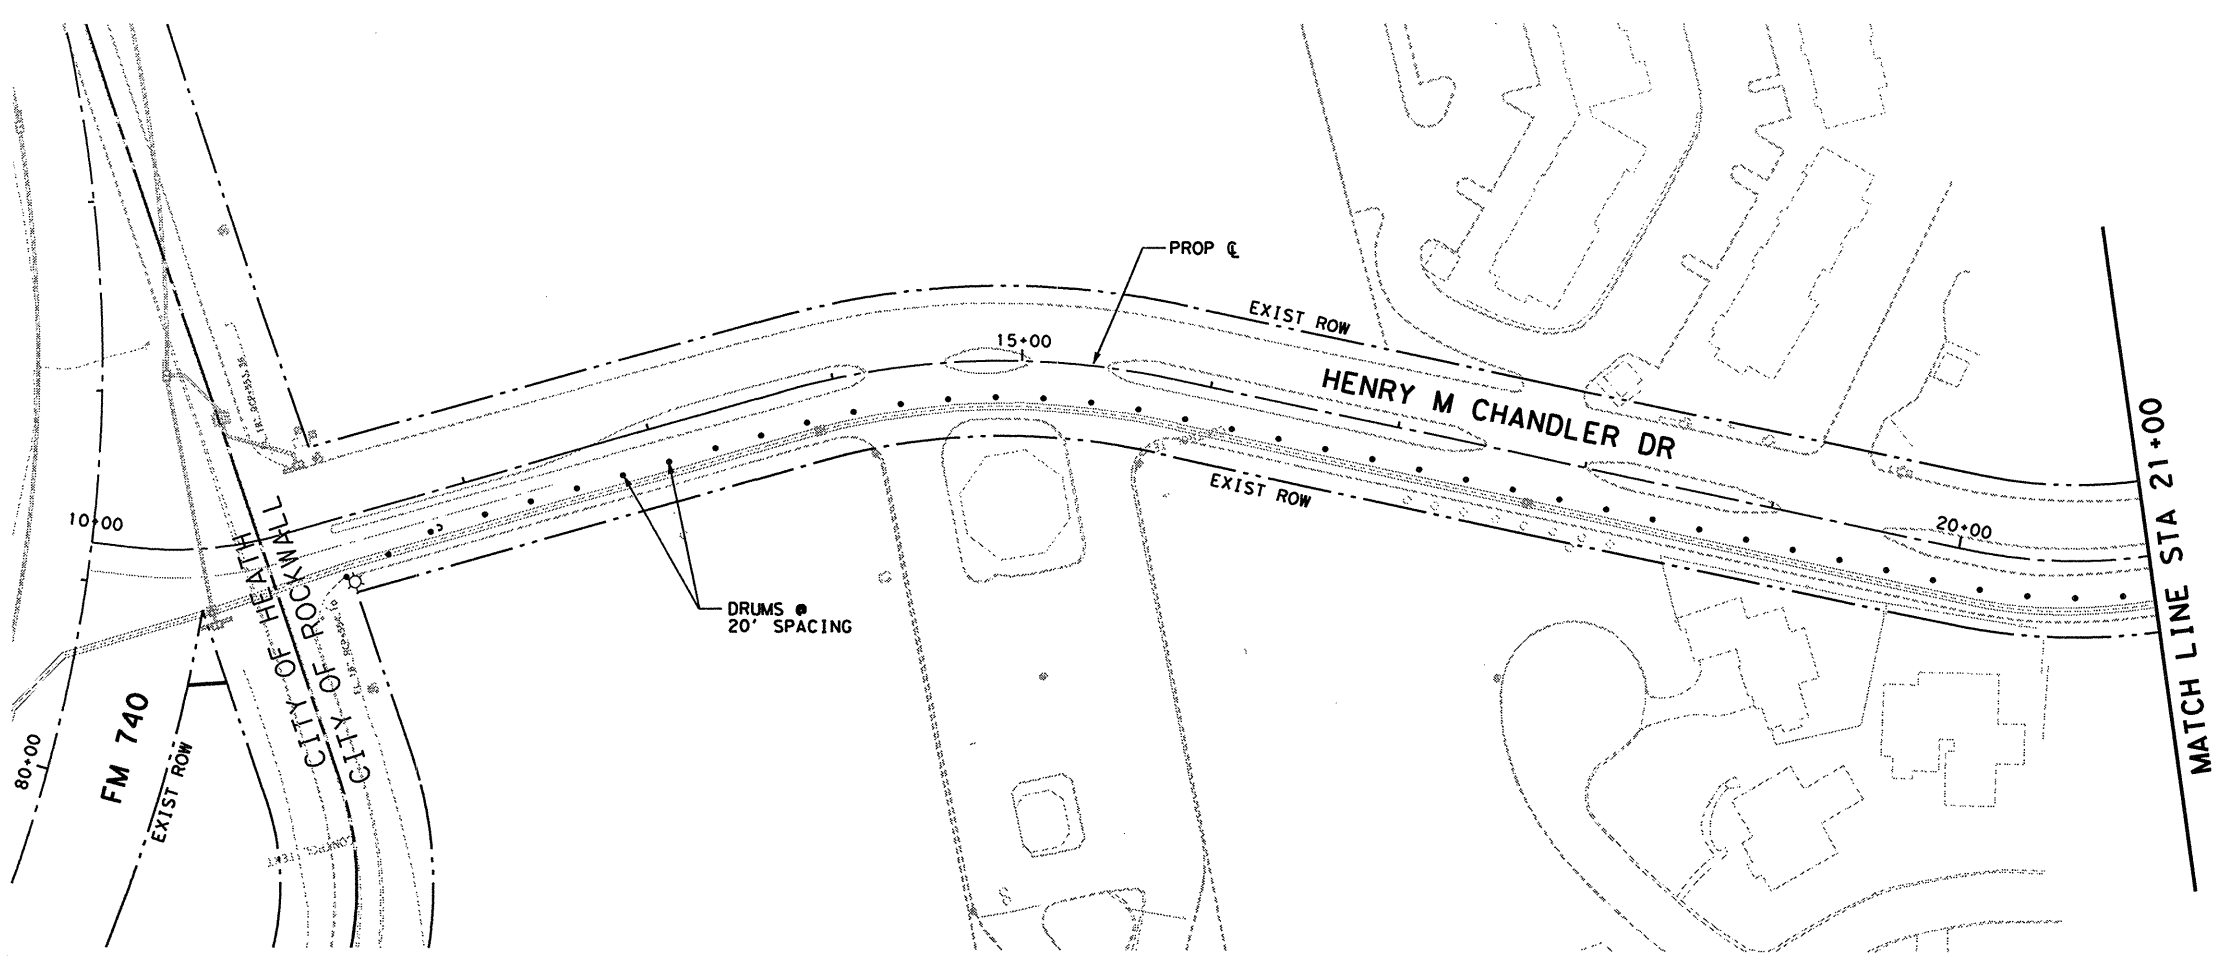 PROP ℄
EXIST ROW
15+00
HENRY M CHANDLER DR
EXIST ROW
MATCH LINE STA 21+00
10+00
20+00
CITY OF HEATH
CITY OF ROCKWALL
DRUMS @
20' SPACING
FM 740
EXIST ROW
80+00